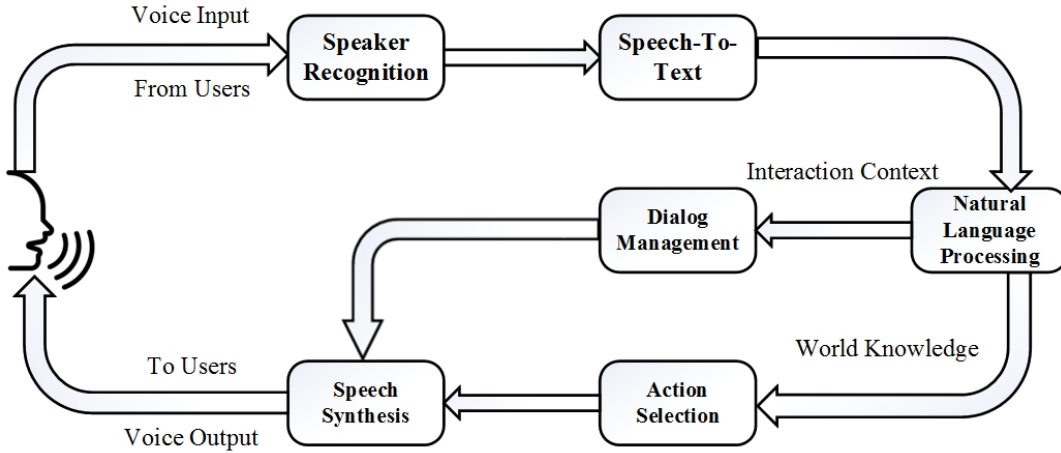 Voice Input
From Users
Speaker
Recognition
Speech-To-
Text
Interaction Context
Natural
Language
Processing
Dialog
Management
World Knowledge
Action
Selection
Speech
Synthesis
To Users
Voice Output